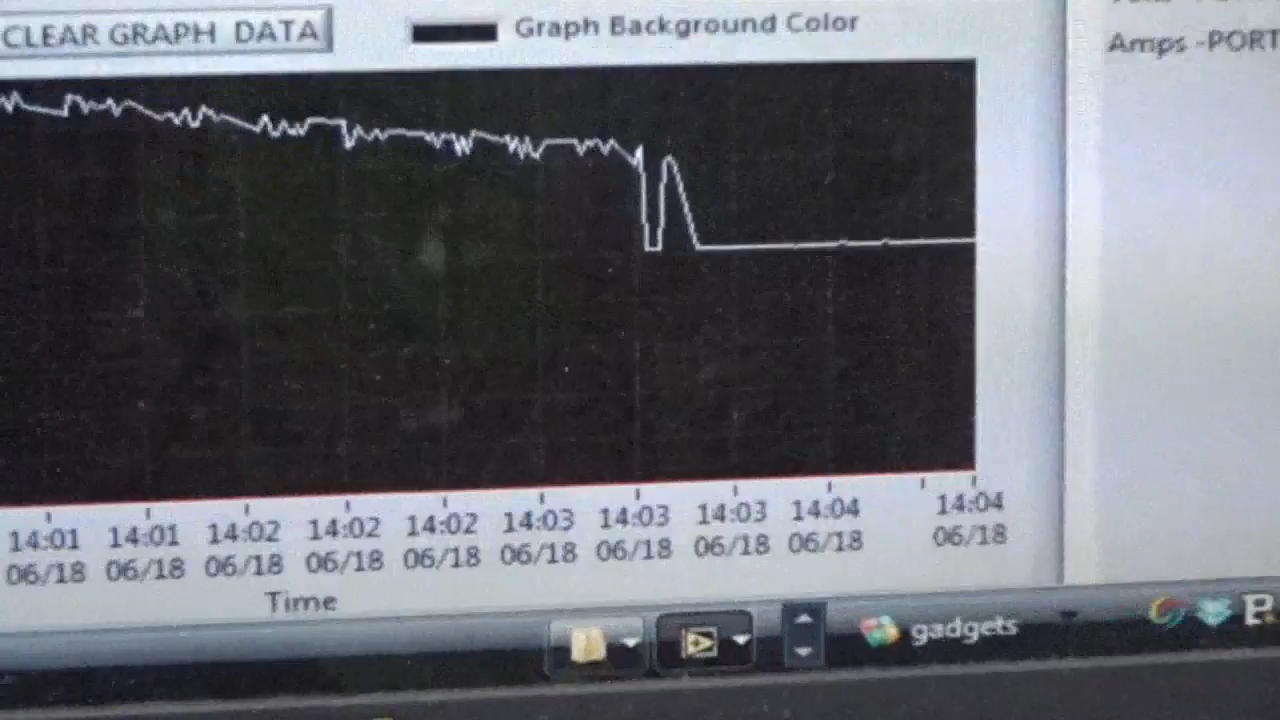 CLEAR GRAPH DATA
Graph Background Color
Amps -PORT
14:01 14:01 14:02 14:02 14:02 14:03 14:03 14:03 14:04 14:04
06/18 06/18 06/18 06/18 06/18 06/18 06/18 06/18 06/18 06/18
Time
gadgets